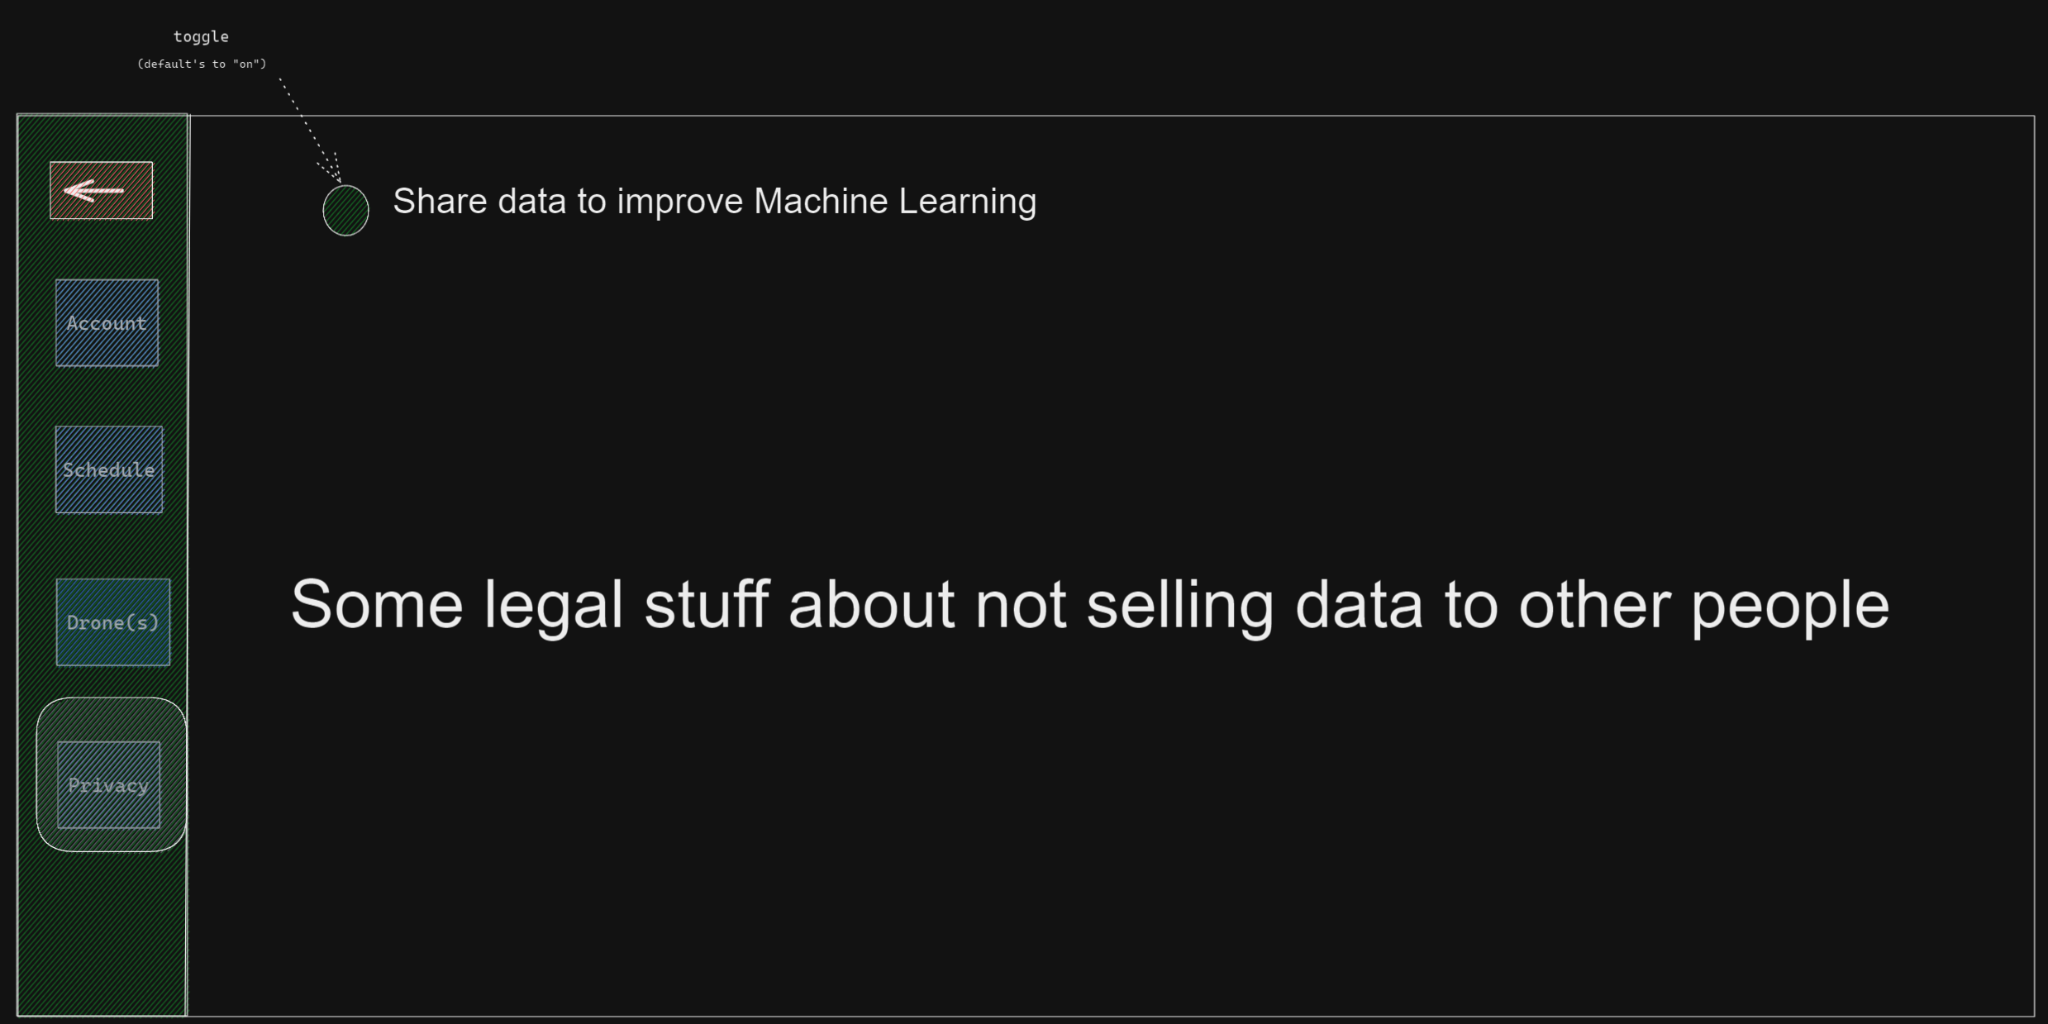 toggle
(default's to "on")
Share data to improve Machine Learning
Account
Schedule
Drone(s)
Privacy
Some legal stuff about not selling data to other people